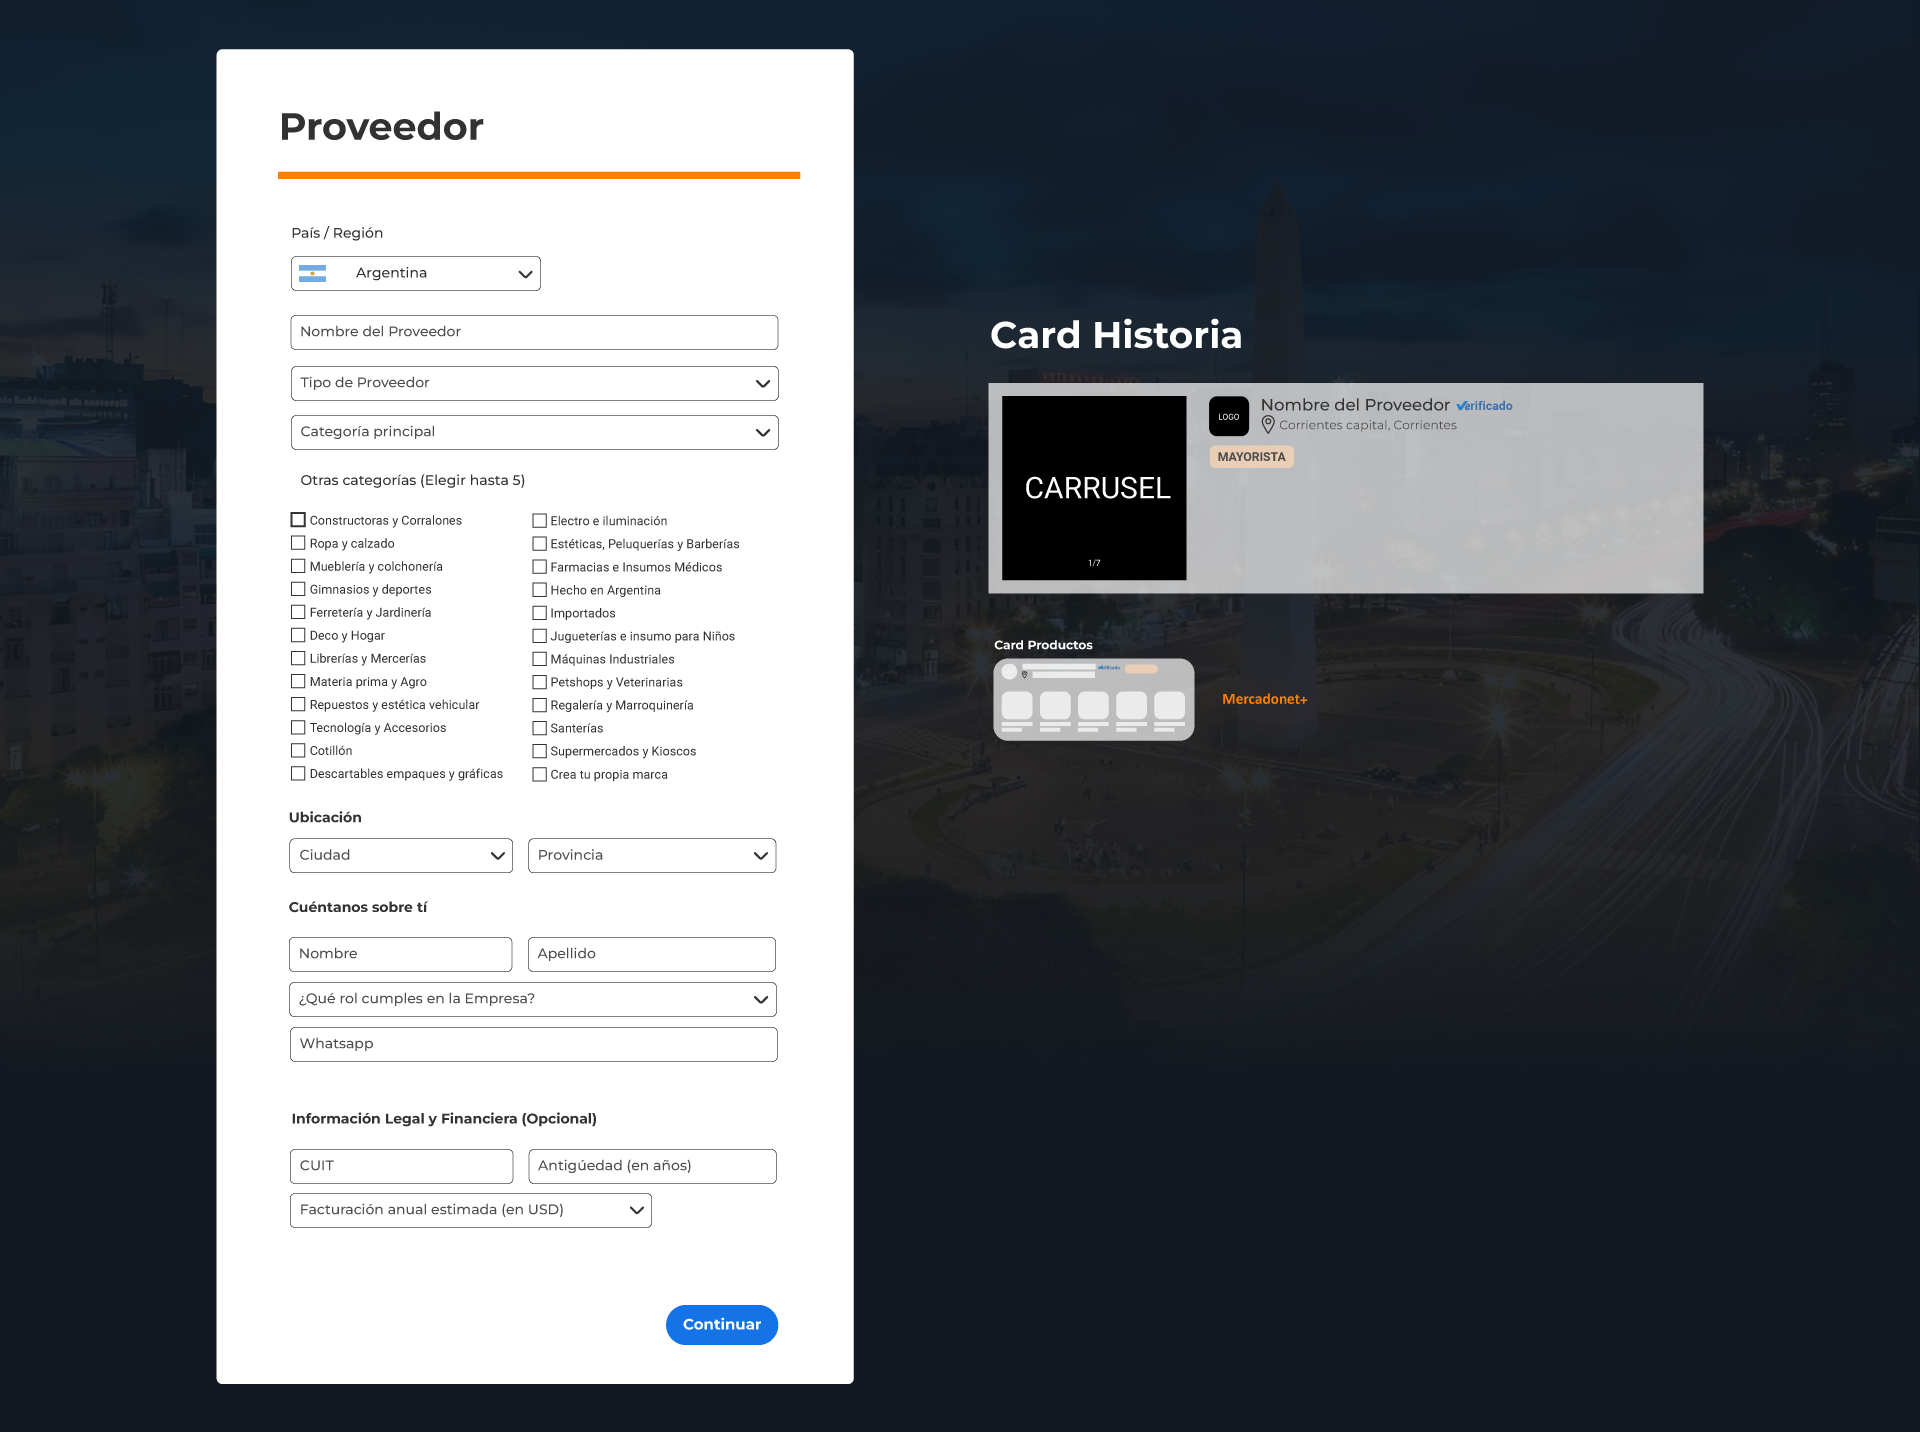 Proveedor
País / Región
Argentina
Nombre del Proveedor
Tipo de Proveedor
Categoría principal
Otras categorías (Elegir hasta 5)
Constructoras y Corralones
Ropa y calzado
Mueblería y colchonería
Gimnasios y deportes
Ferretería y Jardinería
Deco y Hogar
Librerías y Mercerías
Materia prima y Agro
Repuestos y estética vehicular
Tecnología y Accesorios
Cotillón
Descartables empaques y gráficas
Electro e iluminación
Estéticas, Peluquerías y Barberías
Farmacias e Insumos Médicos
Hecho en Argentina
Importados
Jugueterías e insumo para Niños
Máquinas Industriales
Petshops y Veterinarias
Regalería y Marroquinería
Santerías
Supermercados y Kioscos
Crea tu propia marca
Ubicación
Ciudad
Provincia
Cuéntanos sobre tí
Nombre
Apellido
¿Qué rol cumples en la Empresa?
Whatsapp
Información Legal y Financiera (Opcional)
CUIT
Antigúedad (en años)
Facturación anual estimada (en USD)
Continuar
Card Historia
CARRUSEL
1/7
LOGO
Nombre del Proveedor Verificado
Corrientes capital, Corrientes
MAYORISTA
Card Productos
Verificado
Mercadonet+